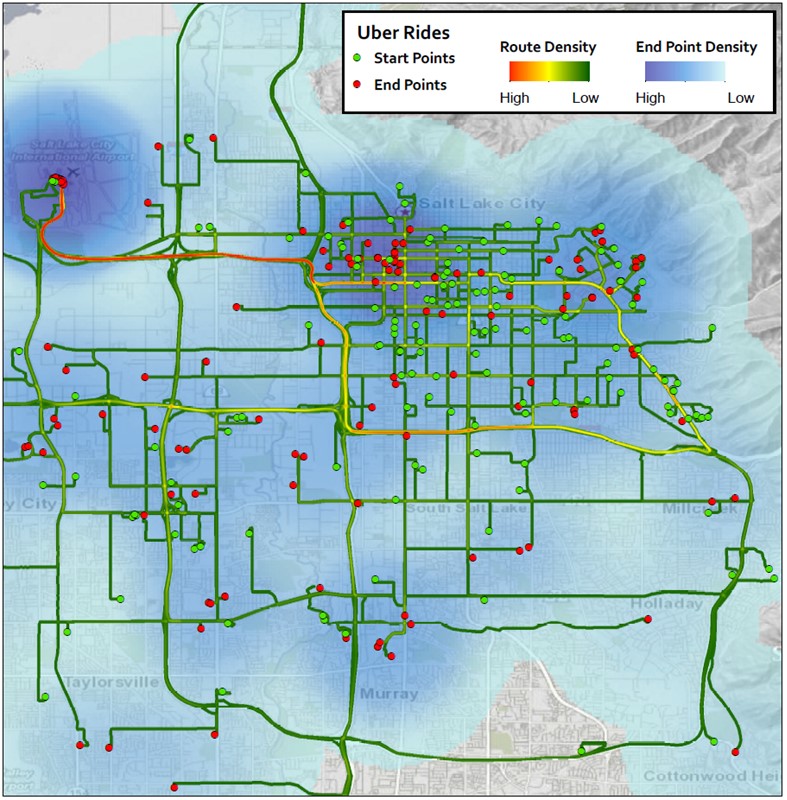 Uber Rides
Start Points
End Points
Route Density
High Low
End Point Density
High Low
Salt Lake City
International Airport
Salt Lake City
y City
South Salt Lake
Millcreek
Holladay
Taylorsville
Murray
Cottonwood Hei